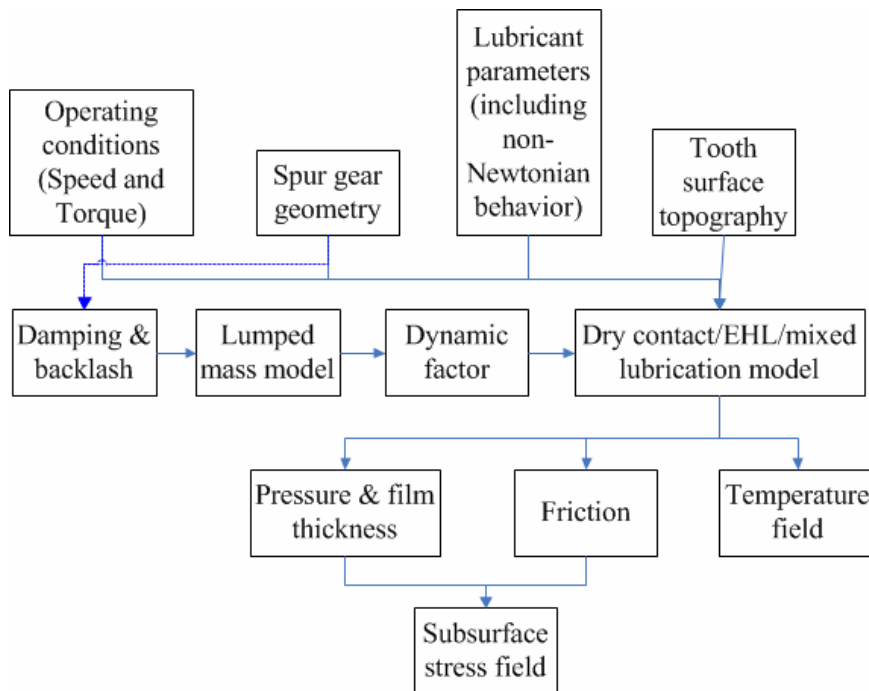 Operating
conditions
(Speed and
Torque)
Spur gear
geometry
Lubricant
parameters
(including
non-
Newtonian
behavior)
Tooth
surface
topography
Damping &
backlash
Lumped
mass model
Dynamic
factor
Dry contact/EHL/mixed
lubrication model
Pressure & film
thickness
Friction
Temperature
field
Subsurface
stress field